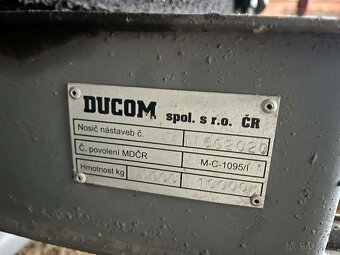 DUCOM spol. s r.o. ČR
Nosič nástaveb č. 1602020
Č. povolení MDČR M-C-1095/I
Hmotnost kg 10000